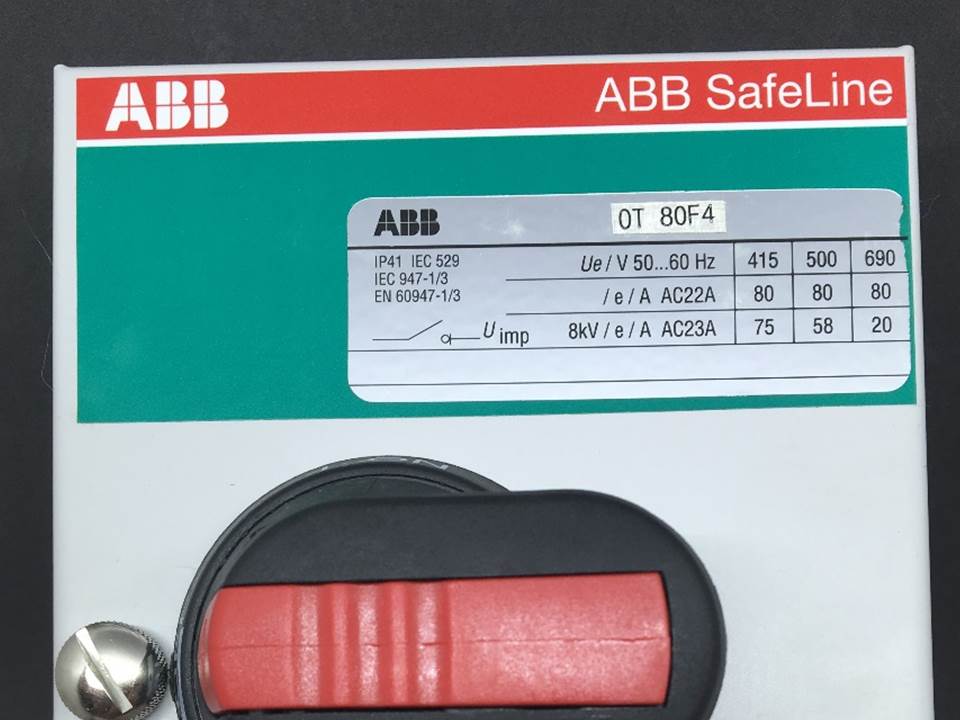 ABB ABB SafeLine
ABB OT 80F4
IP41 IEC 529
IEC 947-1/3
EN 60947-1/3
Ue / V 50...60 Hz 415 500 690
/ e / A AC22A 80 80 80
U imp 8kV / e / A AC23A 75 58 20